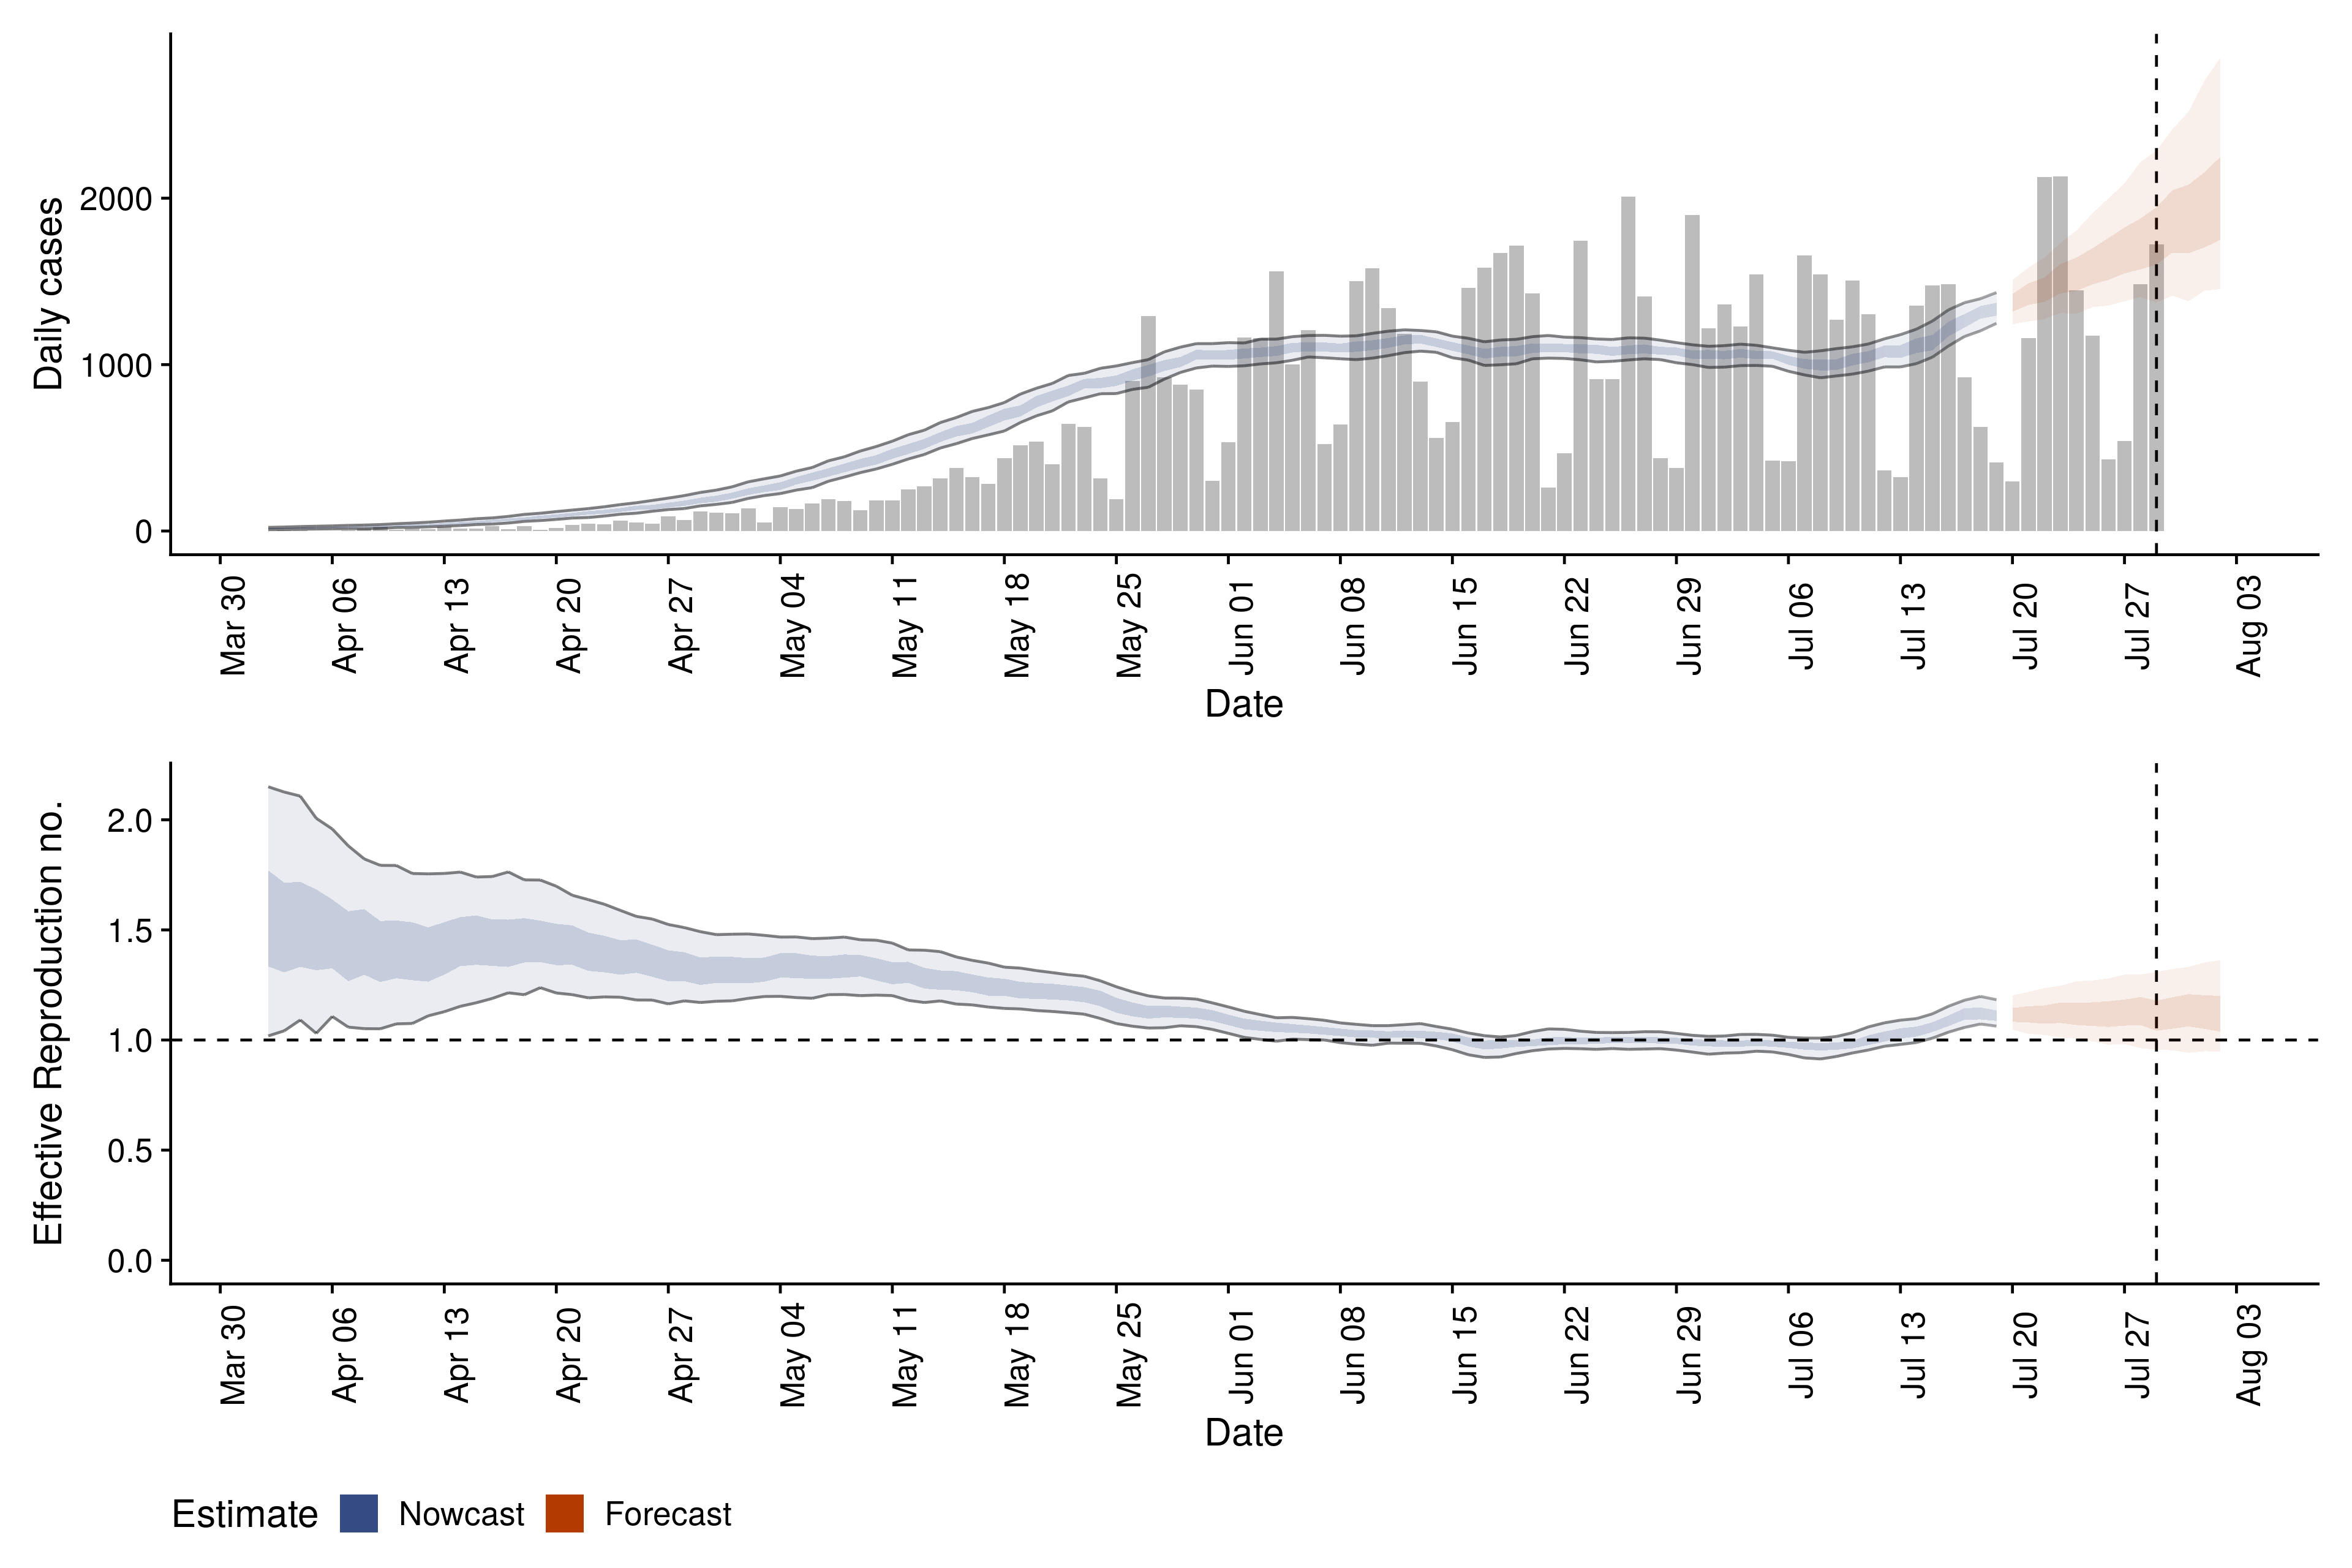 Daily cases
2000
1000
0
Mar 30 Apr 06 Apr 13 Apr 20 Apr 27 May 04 May 11 May 18 May 25 Jun 01 Jun 08 Jun 15 Jun 22 Jun 29 Jul 06 Jul 13 Jul 20 Jul 27 Aug 03
Date
Effective Reproduction no.
2.0
1.5
1.0
0.5
0.0
Mar 30 Apr 06 Apr 13 Apr 20 Apr 27 May 04 May 11 May 18 May 25 Jun 01 Jun 08 Jun 15 Jun 22 Jun 29 Jul 06 Jul 13 Jul 20 Jul 27 Aug 03
Date
Estimate Nowcast Forecast